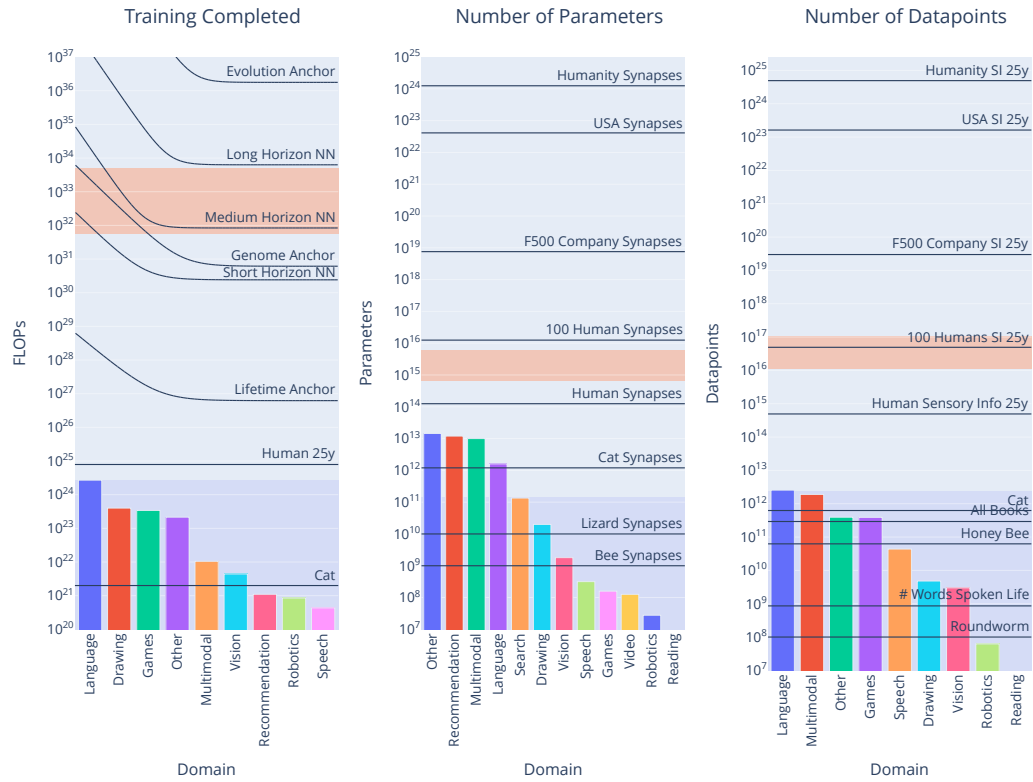 Training Completed
Number of Parameters
Number of Datapoints
FLOPs
10^37
10^36
10^35
10^34
10^33
10^32
10^31
10^30
10^29
10^28
10^27
10^26
10^25
10^24
10^23
10^22
10^21
10^20
Evolution Anchor
Long Horizon NN
Medium Horizon NN
Genome Anchor
Short Horizon NN
Lifetime Anchor
Human 25y
Cat
Language
Drawing
Games
Other
Multimodal
Vision
Recommendation
Robotics
Speech
Domain
Parameters
10^25
10^24
10^23
10^22
10^21
10^20
10^19
10^18
10^17
10^16
10^15
10^14
10^13
10^12
10^11
10^10
10^9
10^8
10^7
Humanity Synapses
USA Synapses
F500 Company Synapses
100 Human Synapses
Human Synapses
Cat Synapses
Lizard Synapses
Bee Synapses
Other
Recommendation
Multimodal
Language
Search
Drawing
Vision
Speech
Games
Video
Robotics
Reading
Domain
Datapoints
10^25
10^24
10^23
10^22
10^21
10^20
10^19
10^18
10^17
10^16
10^15
10^14
10^13
10^12
10^11
10^10
10^9
10^8
10^7
Humanity SI 25y
USA SI 25y
F500 Company SI 25y
100 Humans SI 25y
Human Sensory Info 25y
Cat
All Books
Honey Bee
# Words Spoken Life
Roundworm
Language
Multimodal
Other
Games
Speech
Drawing
Vision
Robotics
Reading
Domain